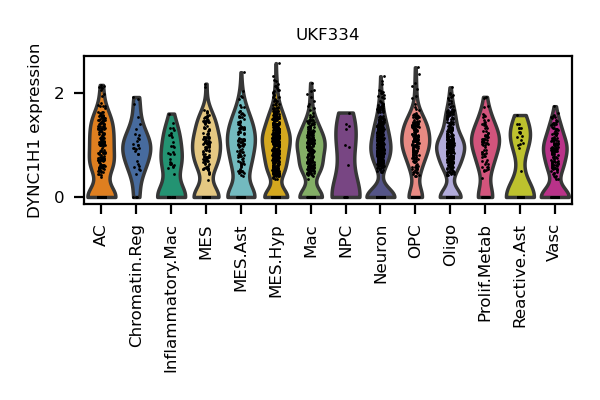 UKF334
DYNC1H1 expression
2
0
AC
Chromatin.Reg
Inflammatory.Mac
MES
MES.Ast
MES.Hyp
Mac
NPC
Neuron
OPC
Oligo
Prolif.Metab
Reactive.Ast
Vasc